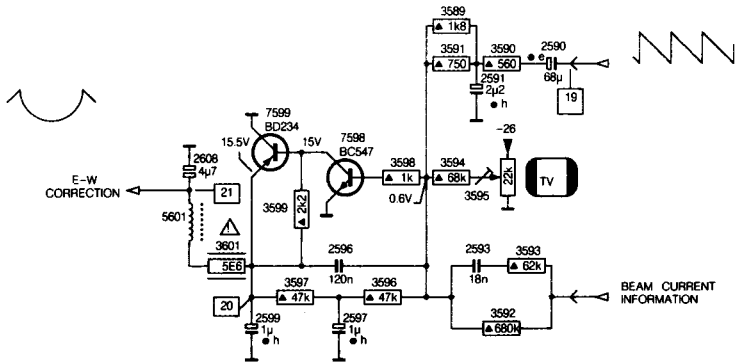 3589
1k8
3591
750
3590
560
e
2590
68μ
2591
2μ2
h
19
7599
BD234
15.5V
15V
7598
BC547
-26
2608
4μ7
3598
1k
3594
68k
3595
22k
TV
E-W
CORRECTION
21
3599
2k2
0.6V
5601
3601
5E6
2596
120n
2593
18n
3593
62k
3597
47k
3596
47k
BEAM CURRENT
INFORMATION
20
2599
1μ
h
2597
1μ
h
3592
680k